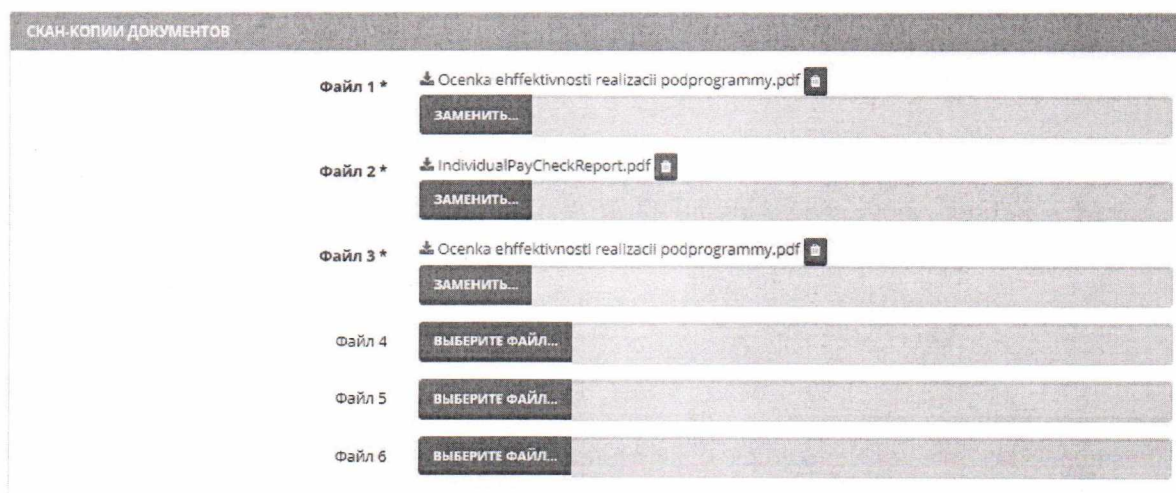 СКАН-КОПИИ ДОКУМЕНТОВ
Файл 1 * Ocenka ehffektivnosti realizacii podprogrammy.pdf
ЗАМЕНИТЬ...
Файл 2 * IndividualPayCheckReport.pdf
ЗАМЕНИТЬ...
Файл 3 * Ocenka ehffektivnosti realizacii podprogrammy.pdf
ЗАМЕНИТЬ...
Файл 4 ВЫБЕРИТЕ ФАЙЛ...
Файл 5 ВЫБЕРИТЕ ФАЙЛ...
Файл 6 ВЫБЕРИТЕ ФАЙЛ...